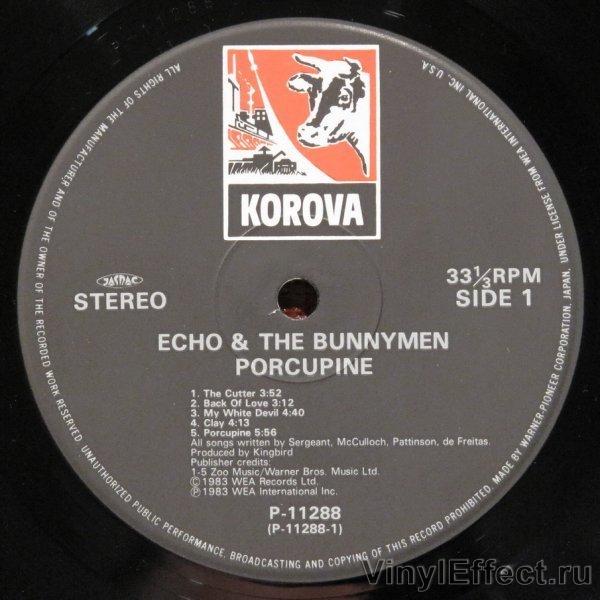 P-11288
KOROVA
JASRAC
STEREO
33⅓RPM
SIDE 1
ECHO & THE BUNNYMEN
PORCUPINE
1. The Cutter 3:52
2. Back Of Love 3:12
3. My White Devil 4:40
4. Clay 4:13
5. Porcupine 5:56
All songs written by Sergeant, McCulloch, Pattinson, de Freitas.
Produced by Kingbird
Publisher credits:
1-5 Zoo Music/Warner Bros. Music Ltd.
Ⓒ1983 WEA Records Ltd.
Ⓟ1983 WEA International Inc.
P-11288
(P-11288-1)
ALL RIGHTS OF THE MANUFACTURER AND OF THE OWNER OF THE RECORDED WORK RESERVED. UNAUTHORIZED PUBLIC PERFORMANCE, BROADCASTING AND COPYING OF THIS RECORD PROHIBITED. MADE BY WARNER-PIONEER CORPORATION, JAPAN, UNDER LICENSE FROM WEA INTERNATIONAL INC., U.S.A.
VinylEffect.ru